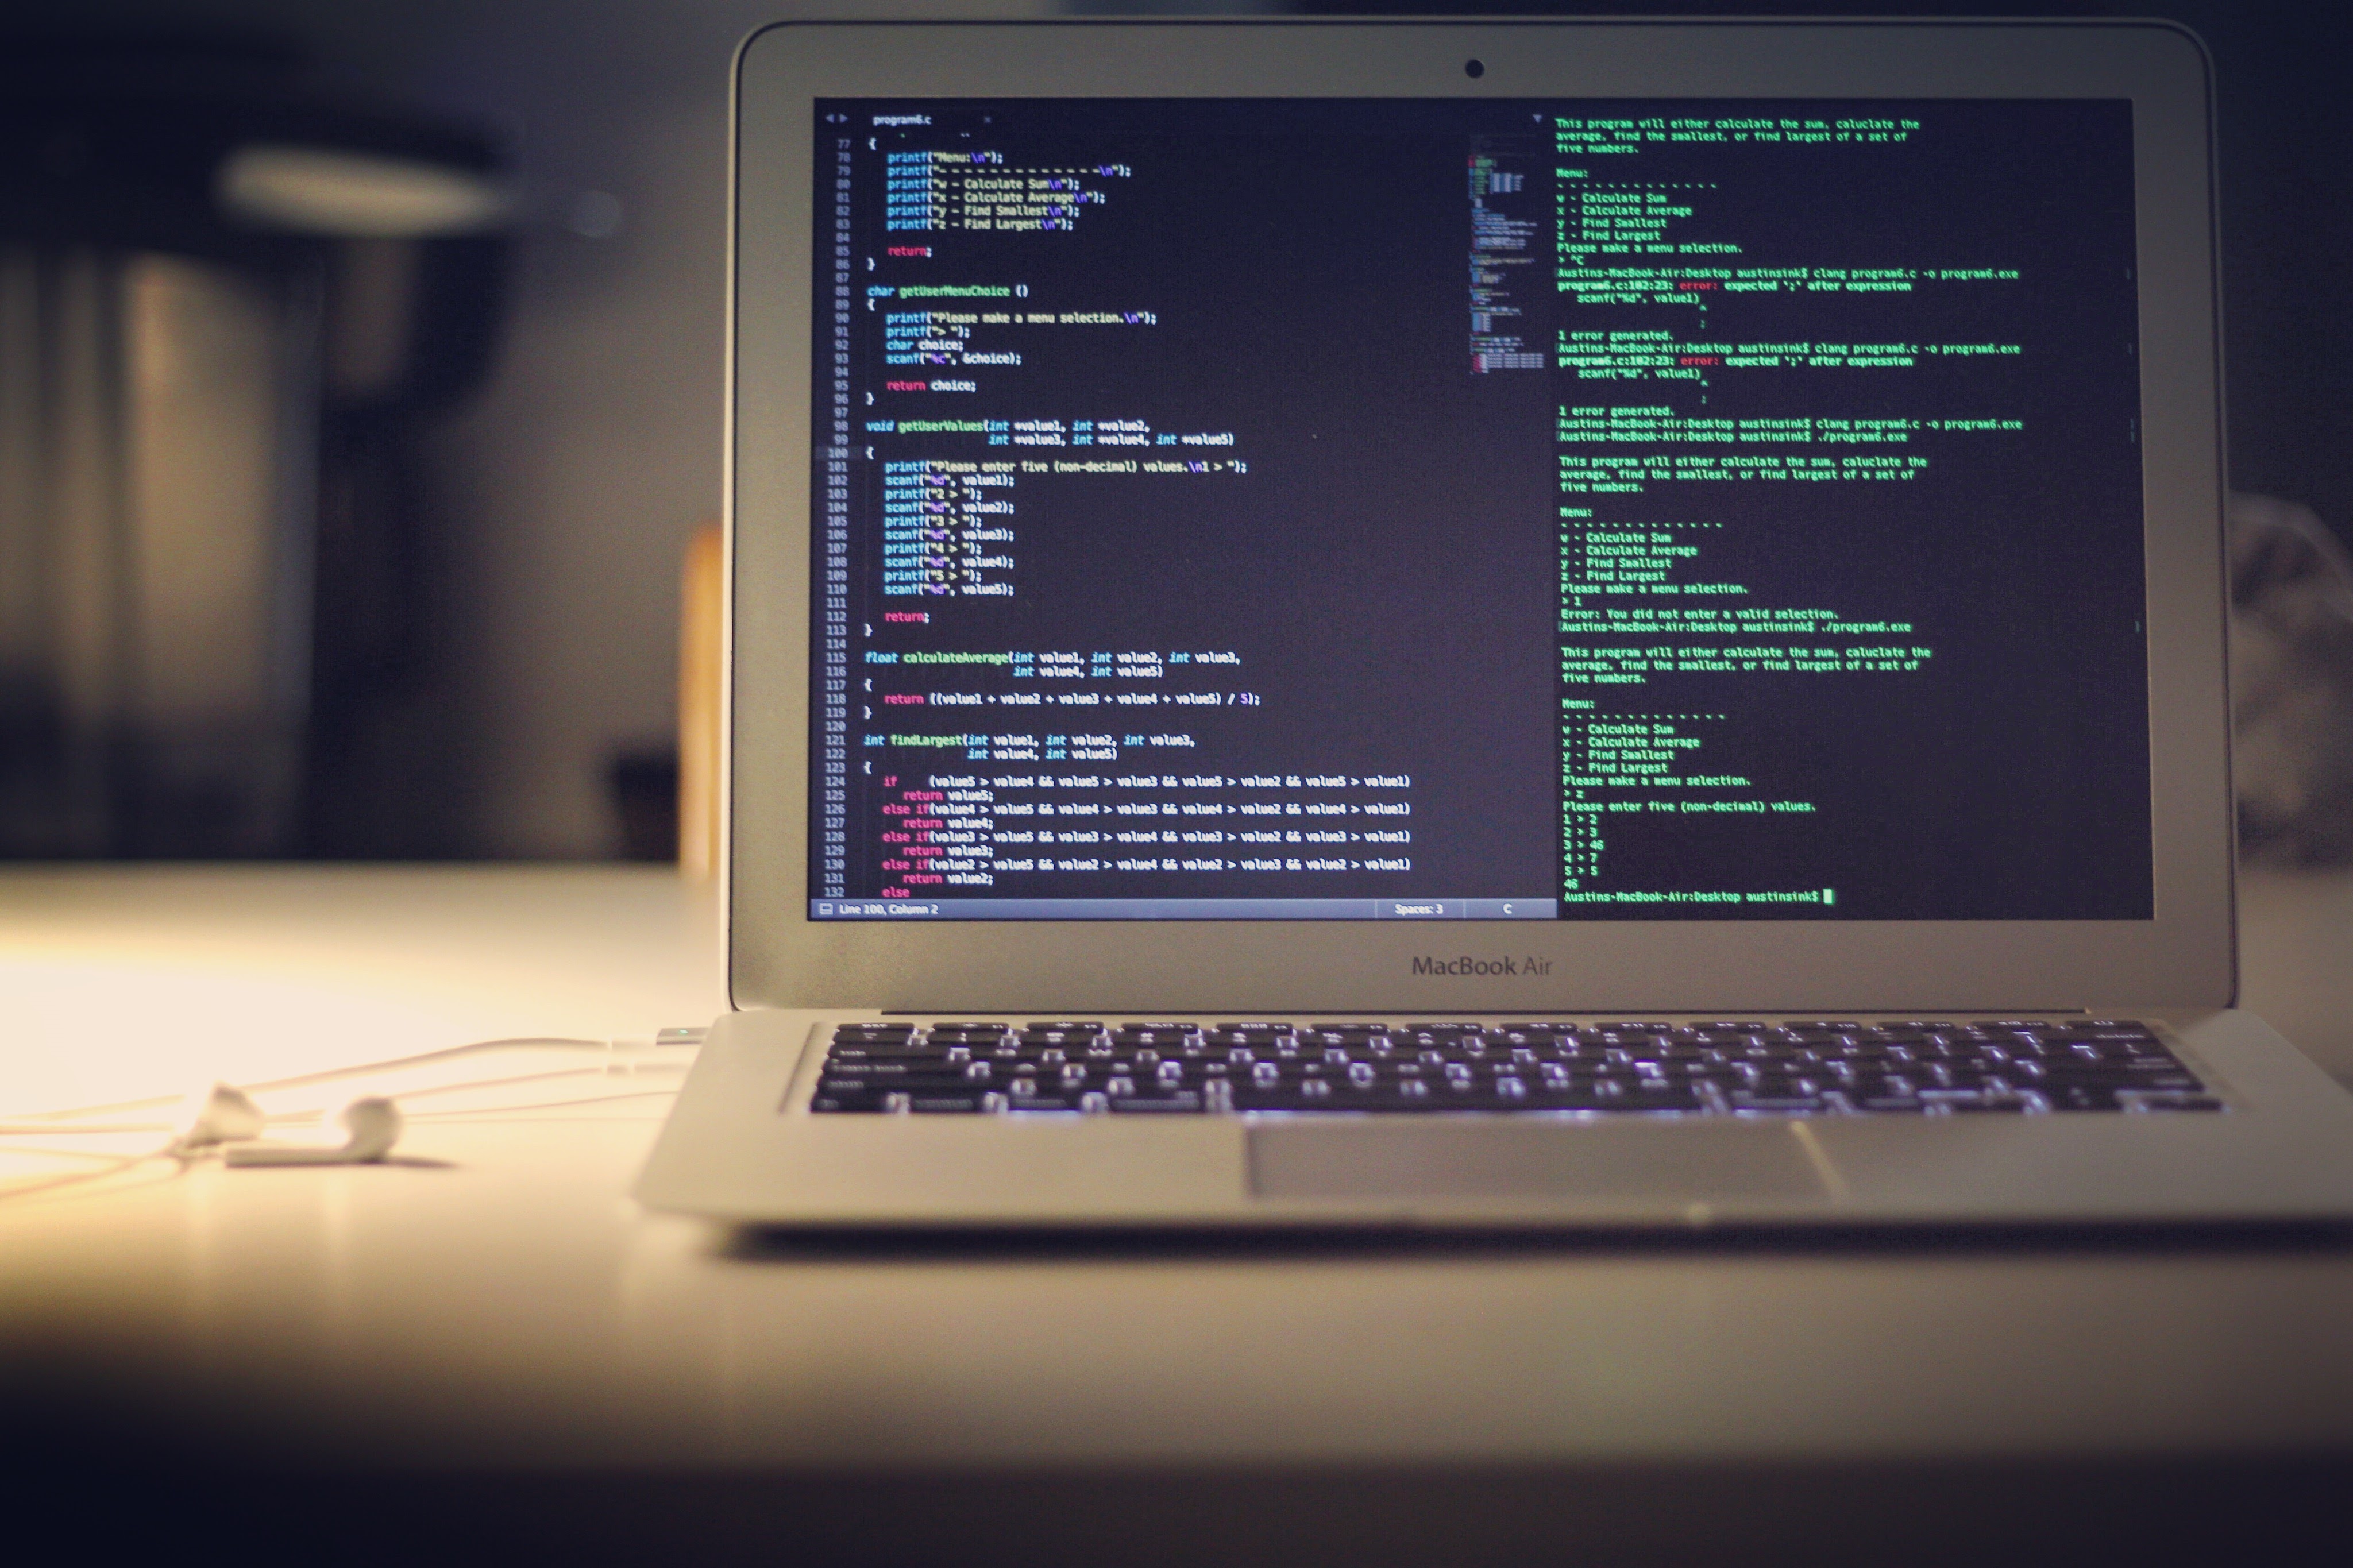 program6.c
77 {
78 printf("Menu:\n");
79 printf("- - - - - - - - - - - - - -\n");
80 printf("w - Calculate Sum\n");
81 printf("x - Calculate Average\n");
82 printf("y - Find Smallest\n");
83 printf("z - Find Largest\n");
84
85 return;
86 }
87
88 char getUserMenuChoice ()
89 {
90 printf("Please make a menu selection.\n");
91 printf("> ");
92 char choice;
93 scanf("%c", &choice);
94
95 return choice;
96 }
97
98 void getUserValues(int *value1, int *value2,
99 int *value3, int *value4, int *value5)
100 {
101 printf("Please enter five (non-decimal) values.\n1 > ");
102 scanf("%d", value1);
103 printf("2 > ");
104 scanf("%d", value2);
105 printf("3 > ");
106 scanf("%d", value3);
107 printf("4 > ");
108 scanf("%d", value4);
109 printf("5 > ");
110 scanf("%d", value5);
111
112 return;
113 }
114
115 float calculateAverage(int value1, int value2, int value3,
116 int value4, int value5)
117 {
118 return ((value1 + value2 + value3 + value4 + value5) / 5);
119 }
120
121 int findLargest(int value1, int value2, int value3,
122 int value4, int value5)
123 {
124 if (value5 > value4 && value5 > value3 && value5 > value2 && value5 > value1)
125 return value5;
126 else if(value4 > value5 && value4 > value3 && value4 > value2 && value4 > value1)
127 return value4;
128 else if(value3 > value5 && value3 > value4 && value3 > value2 && value3 > value1)
129 return value3;
130 else if(value2 > value5 && value2 > value4 && value2 > value3 && value2 > value1)
131 return value2;
132 else
Line 100, Column 2 Spaces: 3 C
This program will either calculate the sum, caluclate the
average, find the smallest, or find largest of a set of
five numbers.
Menu:
- - - - - - - - - - - - -
w - Calculate Sum
x - Calculate Average
y - Find Smallest
z - Find Largest
Please make a menu selection.
> ^C
Austins-MacBook-Air:Desktop austinsink$ clang program6.c -o program6.exe
program6.c:102:23: error: expected ';' after expression
scanf("%d", value1)
^
;
1 error generated.
Austins-MacBook-Air:Desktop austinsink$ clang program6.c -o program6.exe
program6.c:102:23: error: expected ';' after expression
scanf("%d", value1)
^
;
1 error generated.
Austins-MacBook-Air:Desktop austinsink$ clang program6.c -o program6.exe
Austins-MacBook-Air:Desktop austinsink$ ./program6.exe
This program will either calculate the sum, caluclate the
average, find the smallest, or find largest of a set of
five numbers.
Menu:
- - - - - - - - - - - - -
w - Calculate Sum
x - Calculate Average
y - Find Smallest
z - Find Largest
Please make a menu selection.
> 1
Error: You did not enter a valid selection.
Austins-MacBook-Air:Desktop austinsink$ ./program6.exe
This program will either calculate the sum, caluclate the
average, find the smallest, or find largest of a set of
five numbers.
Menu:
- - - - - - - - - - - - -
w - Calculate Sum
x - Calculate Average
y - Find Smallest
z - Find Largest
Please make a menu selection.
> z
Please enter five (non-decimal) values.
1 > 2
2 > 3
3 > 46
4 > 7
5 > 5
46
Austins-MacBook-Air:Desktop austinsink$
MacBook Air